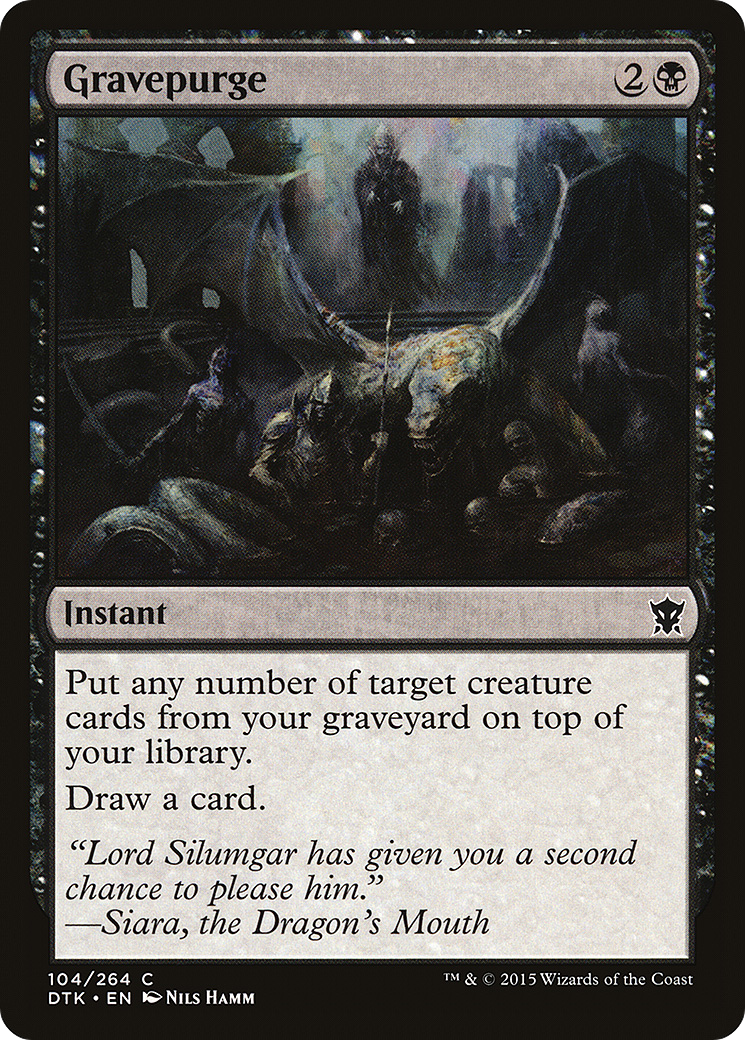 Gravepurge 2
Instant
Put any number of target creature
cards from your graveyard on top of
your library.
Draw a card.
“Lord Silumgar has given you a second
chance to please him.”
—Siara, the Dragon’s Mouth
104/264 C
DTK • EN Nils Hamm
™ & © 2015 Wizards of the Coast